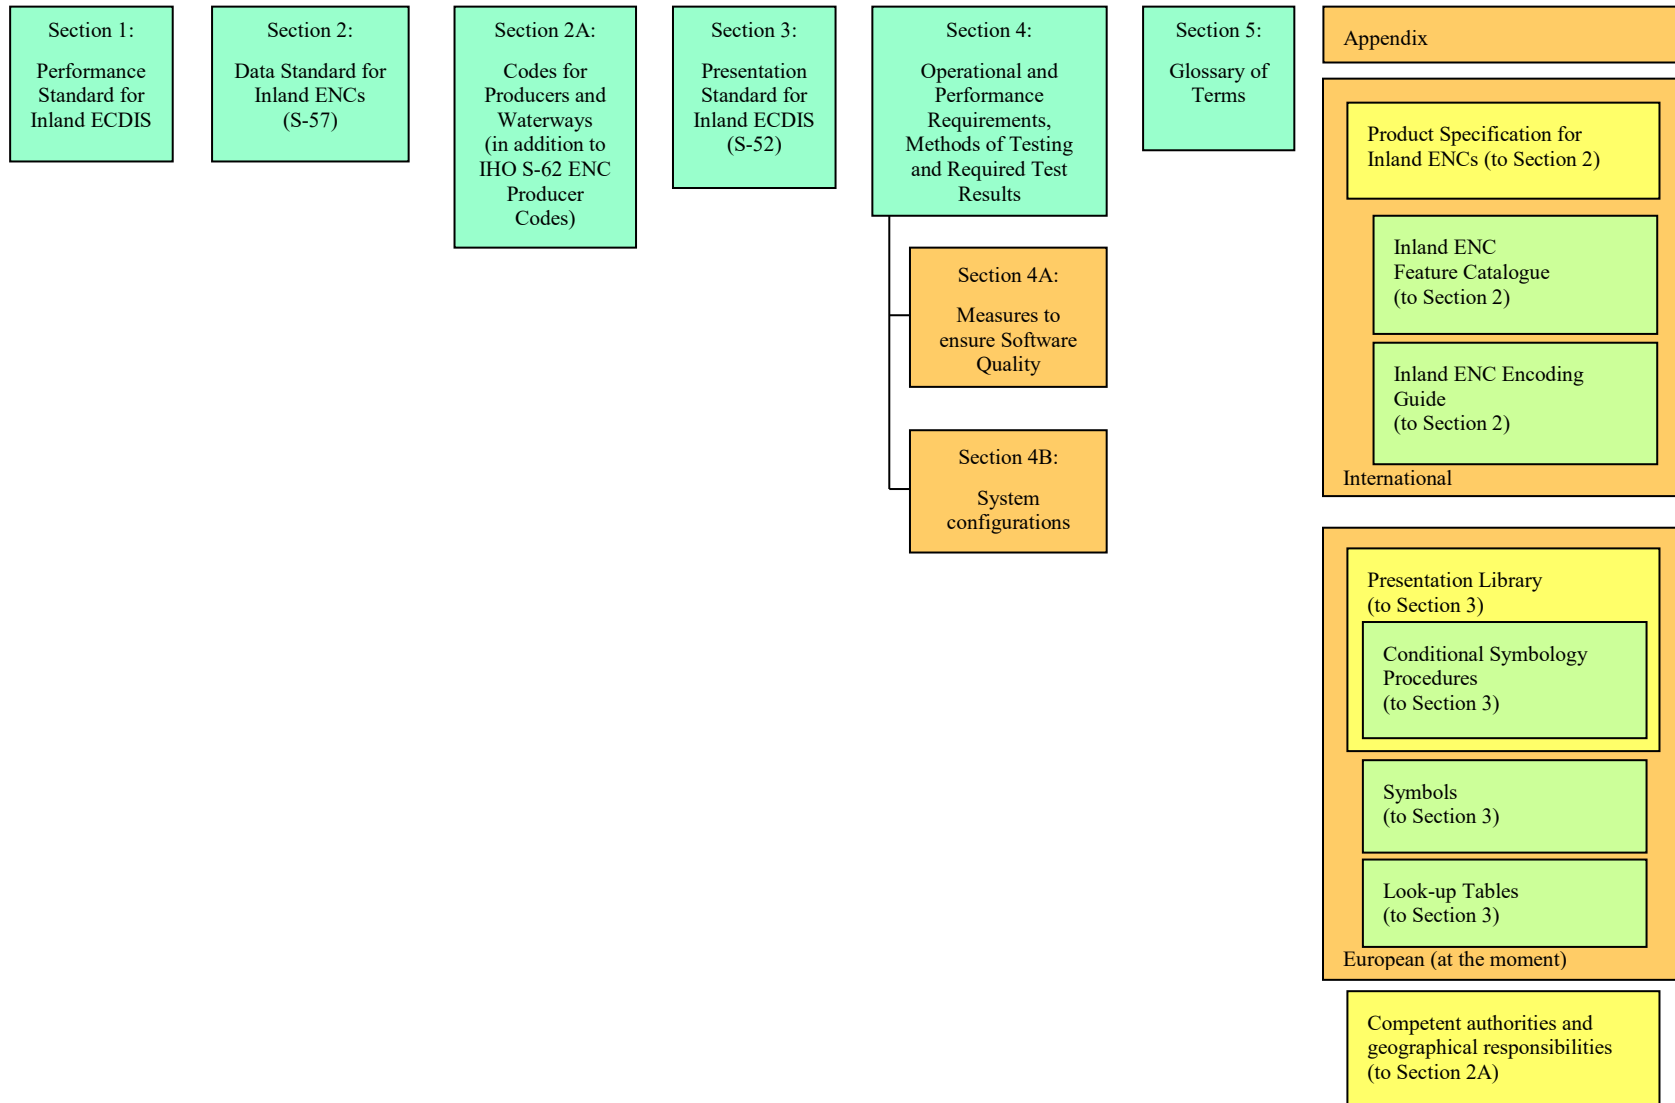 Section 1:
Performance
Standard for
Inland ECDIS
Section 2:
Data Standard for
Inland ENCs
(S-57)
Section 2A:
Codes for
Producers and
Waterways
(in addition to
IHO S-62 ENC
Producer
Codes)
Section 3:
Presentation
Standard for
Inland ECDIS
(S-52)
Section 4:
Operational and
Performance
Requirements,
Methods of Testing
and Required Test
Results
Section 4A:
Measures to
ensure Software
Quality
Section 4B:
System
configurations
Section 5:
Glossary of
Terms
Appendix
Product Specification for
Inland ENCs (to Section 2)
Inland ENC
Feature Catalogue
(to Section 2)
Inland ENC Encoding
Guide
(to Section 2)
International
Presentation Library
(to Section 3)
Conditional Symbology
Procedures
(to Section 3)
Symbols
(to Section 3)
Look-up Tables
(to Section 3)
European (at the moment)
Competent authorities and
geographical responsibilities
(to Section 2A)